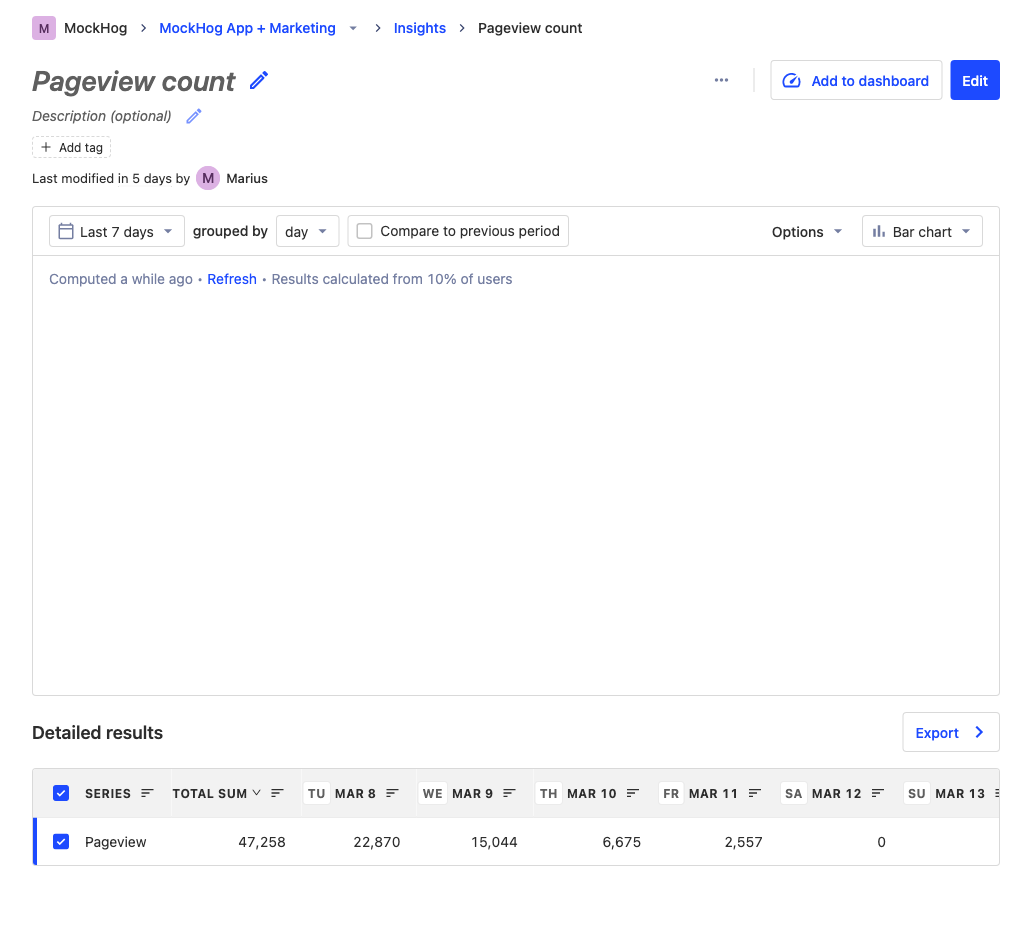 M MockHog > MockHog App + Marketing > Insights > Pageview count
Pageview count
Add to dashboard
Edit
Description (optional)
+ Add tag
Last modified in 5 days by M Marius
Last 7 days grouped by day Compare to previous period Options Bar chart
Computed a while ago • Refresh • Results calculated from 10% of users
Detailed results
Export
SERIES TOTAL SUM TU MAR 8 WE MAR 9 TH MAR 10 FR MAR 11 SA MAR 12 SU MAR 13
Pageview 47,258 22,870 15,044 6,675 2,557 0